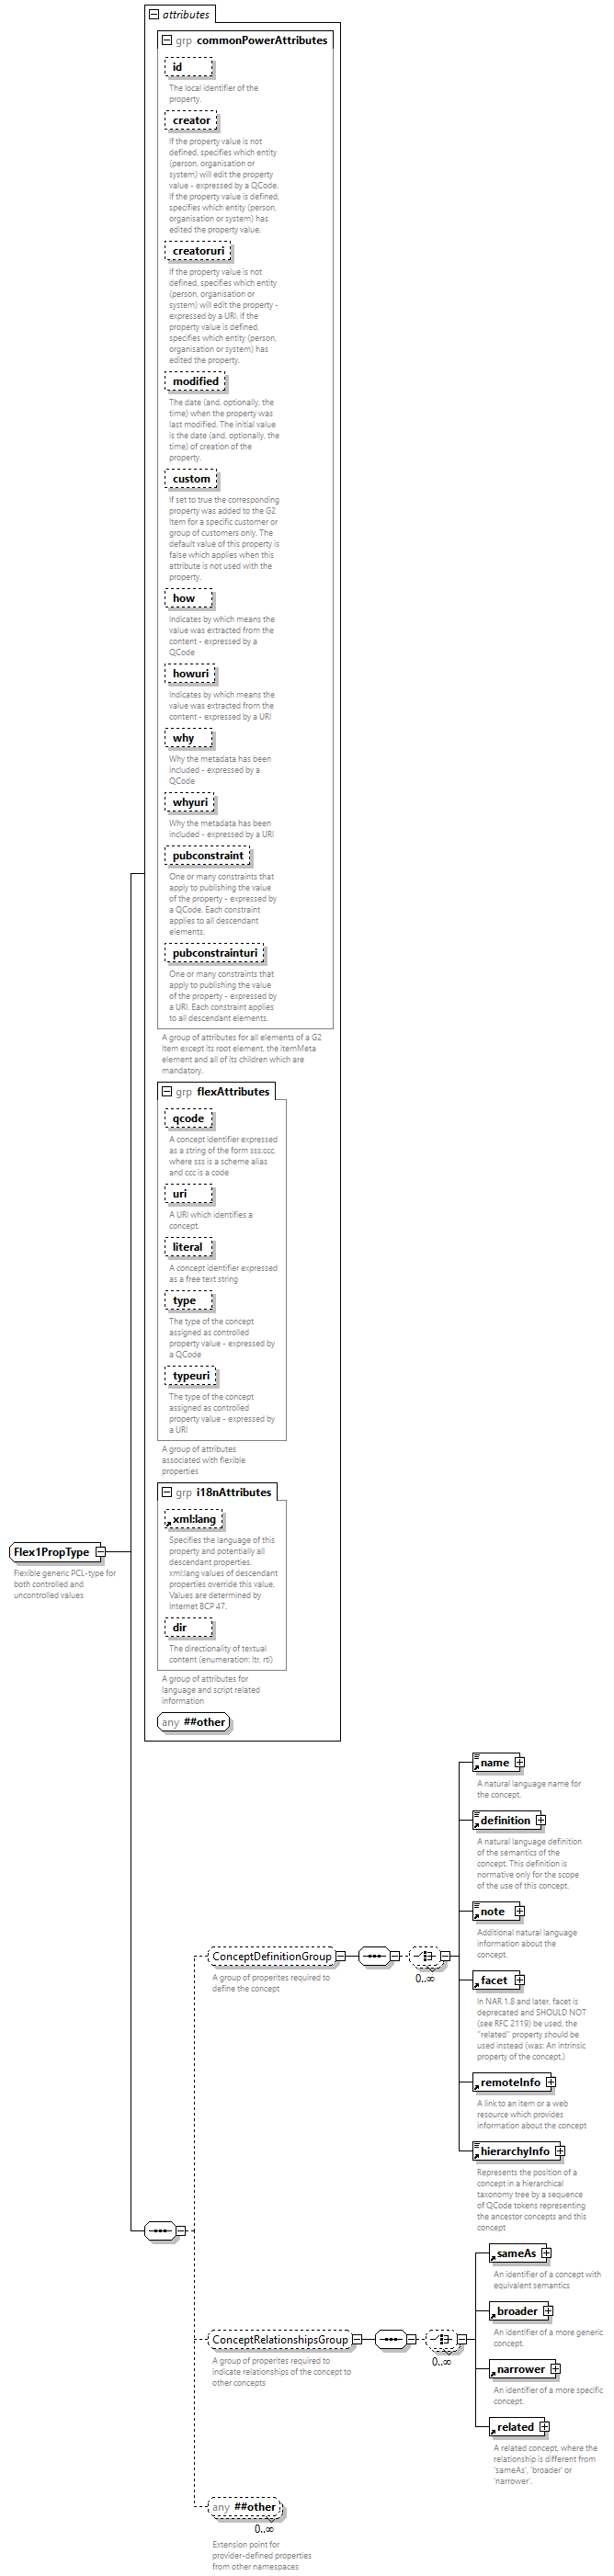 attributes
grp commonPowerAttributes
id
The local identifier of the
property.
creator
If the property value is not
defined, specifies which entity
(person, organisation or
system) will edit the property
value - expressed by a QCode.
If the property value is defined,
specifies which entity (person,
organisation or system) has
edited the property value.
creatoruri
If the property value is not
defined, specifies which entity
(person, organisation or
system) will edit the property -
expressed by a URI. If the
property value is defined,
specifies which entity (person,
organisation or system) has
edited the property.
modified
The date (and, optionally, the
time) when the property was
last modified. The initial value
is the date (and, optionally, the
time) of creation of the
property.
custom
If set to true the corresponding
property was added to the G2
Item for a specific customer or
group of customers only. The
default value of this property is
false which applies when this
attribute is not used with the
property.
how
Indicates by which means the
value was extracted from the
content - expressed by a
QCode
howuri
Indicates by which means the
value was extracted from the
content - expressed by a URI
why
Why the metadata has been
included - expressed by a
QCode
whyuri
Why the metadata has been
included - expressed by a URI
pubconstraint
One or many constraints that
apply to publishing the value
of the property - expressed by
a QCode. Each constraint
applies to all descendant
elements.
pubconstrainturi
One or many constraints that
apply to publishing the value
of the property - expressed by
a URI. Each constraint applies
to all descendant elements.
A group of attributes for all elements of a G2
Item except its root element, the itemMeta
element and all of its children which are
mandatory.
grp flexAttributes
qcode
A concept identifier expressed
as a string of the form sss:ccc,
where sss is a scheme alias
and ccc is a code
uri
A URI which identifies a
concept.
literal
A concept identifier expressed
as a free text string
type
The type of the concept
assigned as controlled
property value - expressed by
a QCode
typeuri
The type of the concept
assigned as controlled
property value - expressed by
a URI
A group of attributes
associated with flexible
properties
grp i18nAttributes
xml:lang
Specifies the language of this
property and potentially all
descendant properties.
xml:lang values of descendant
properties override this value.
Values are determined by
Internet BCP 47.
dir
The directionality of textual
content (enumeration: ltr, rtl)
A group of attributes for
language and script related
information
any ##other
Flex1PropType
Flexible generic PCL-type for
both controlled and
uncontrolled values
name
A natural language name for
the concept.
definition
A natural language definition
of the semantics of the
concept. This definition is
normative only for the scope
of the use of this concept.
note
Additional natural language
information about the
concept.
ConceptDefinitionGroup
0..∞
A group of properites required to
define the concept
facet
In NAR 1.8 and later, facet is
deprecated and SHOULD NOT
(see RFC 2119) be used, the
"related" property should be
used instead (was: An intrinsic
property of the concept.)
remoteInfo
A link to an item or a web
resource which provides
information about the concept
hierarchyInfo
Represents the position of a
concept in a hierarchical
taxonomy tree by a sequence
of QCode tokens representing
the ancestor concepts and this
concept
sameAs
An identifier of a concept with
equivalent semantics
broader
An identifier of a more generic
concept.
ConceptRelationshipsGroup
0..∞
A group of properites required to
indicate relationships of the concept to
other concepts
narrower
An identifier of a more specific
concept.
related
A related concept, where the
relationship is different from
'sameAs', 'broader' or
'narrower'.
any ##other
0..∞
Extension point for
provider-defined properties
from other namespaces